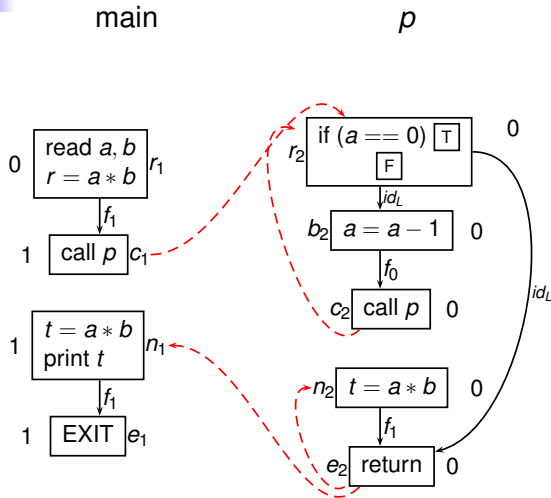 main
p
read a, b
r = a ∗ b
0
r1
f1
1
call p
c1
1
t = a ∗ b
print t
n1
f1
1
EXIT
e1
if (a == 0) T
F
r2
0
idL
b2
a = a − 1
0
f0
c2
call p
0
idL
n2
t = a ∗ b
0
f1
e2
return
0